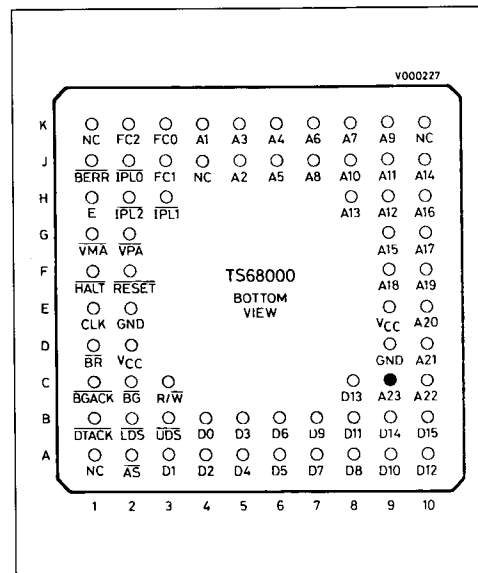 V000227
K
NC FC2 FC0 A1 A3 A4 A6 A7 A9 NC
J
BERR IPL0 FC1 NC A2 A5 A8 A10 A11 A14
H
E IPL2 IPL1 A13 A12 A16
G
VMA VPA A15 A17
F
HALT RESET TS68000 A18 A19
BOTTOM
VIEW
E
CLK GND VCC A20
D
BR VCC GND A21
C
BGACK BG R/W D13 A23 A22
B
DTACK LDS UDS D0 D3 D6 D9 D11 D14 D15
A
NC AS D1 D2 D4 D5 D7 D8 D10 D12
1 2 3 4 5 6 7 8 9 10